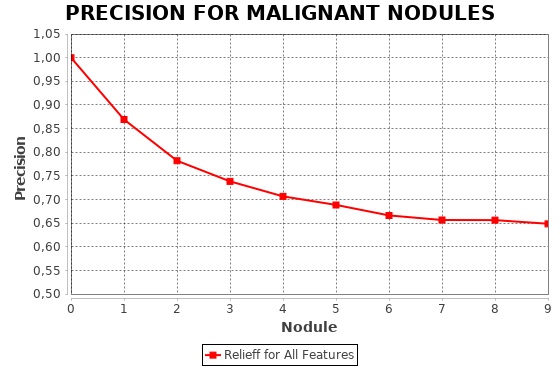 PRECISION FOR MALIGNANT NODULES
1,05
1,00
0,95
0,90
0,85
0,80
0,75
0,70
0,65
0,60
0,55
0,50
Precision
0 1 2 3 4 5 6 7 8 9
Nodule
Relieff for All Features